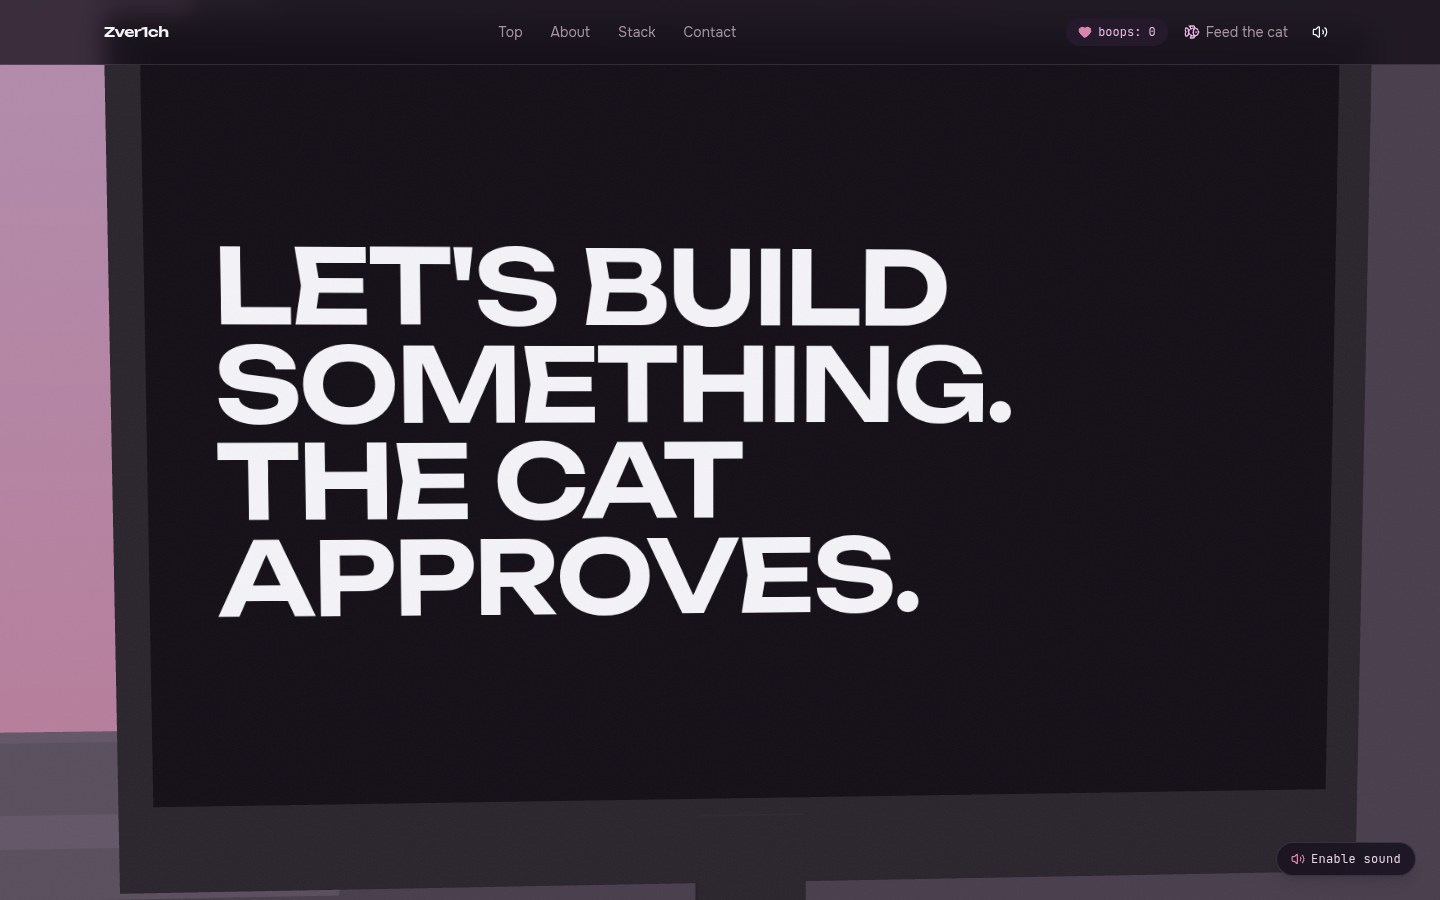 Zver1ch
Top
About
Stack
Contact
boops: 0
Feed the cat
LET'S BUILD
SOMETHING.
THE CAT
APPROVES.
Enable sound